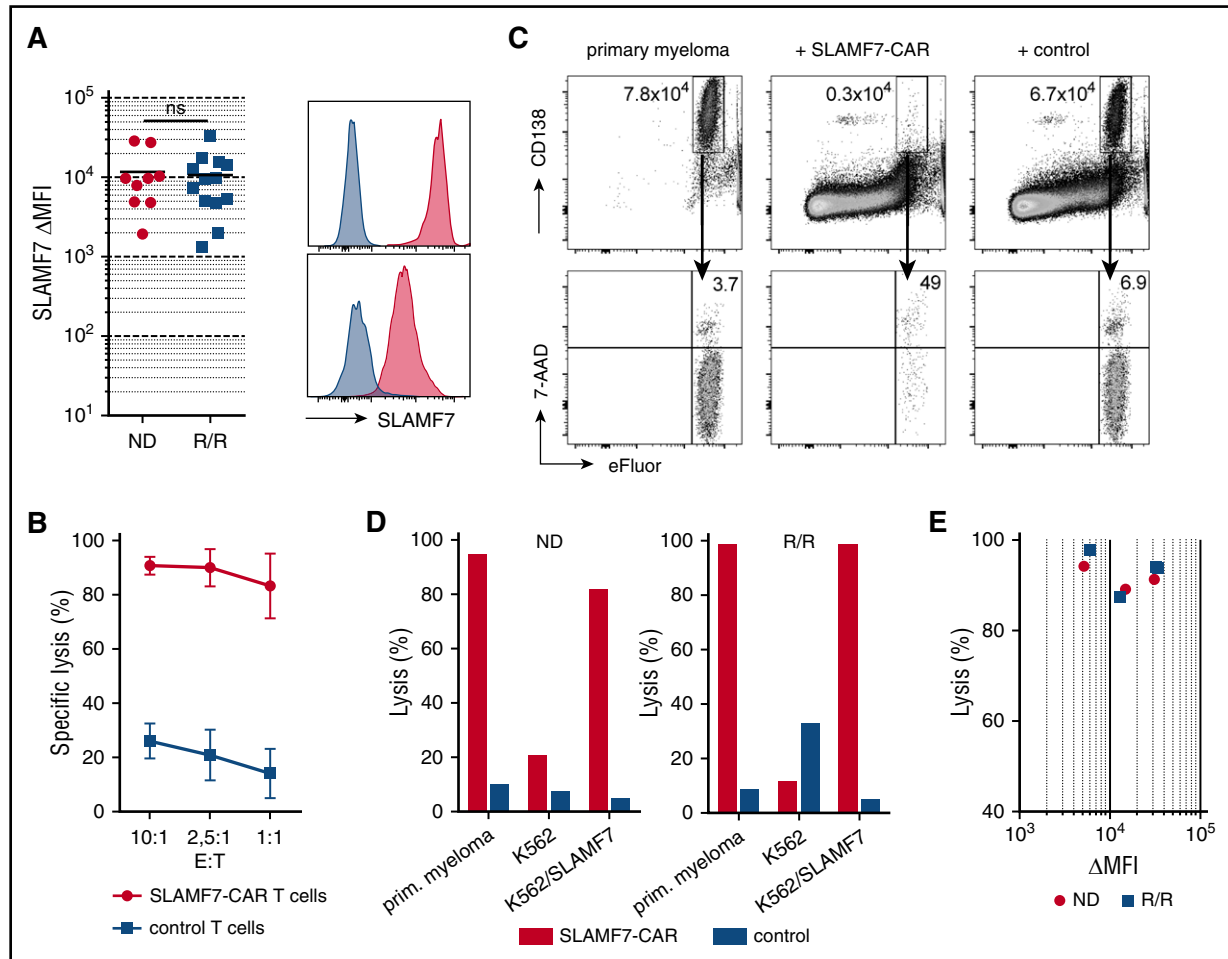 A
SLAMF7 ΔMFI
10⁵
10⁴
10³
10²
10¹
ns
ND
R/R
SLAMF7
C
primary myeloma
+ SLAMF7-CAR
+ control
CD138
7.8x10⁴
0.3x10⁴
6.7x10⁴
7-AAD
3.7
49
6.9
eFluor
B
Specific lysis (%)
100
80
60
40
20
0
10:1
2,5:1
1:1
E:T
SLAMF7-CAR T cells
control T cells
D
Lysis (%)
100
80
60
40
20
0
ND
prim. myeloma
K562
K562/SLAMF7
Lysis (%)
100
80
60
40
20
0
R/R
prim. myeloma
K562
K562/SLAMF7
SLAMF7-CAR
control
E
Lysis (%)
100
80
60
40
10³
10⁴
10⁵
ΔMFI
ND
R/R